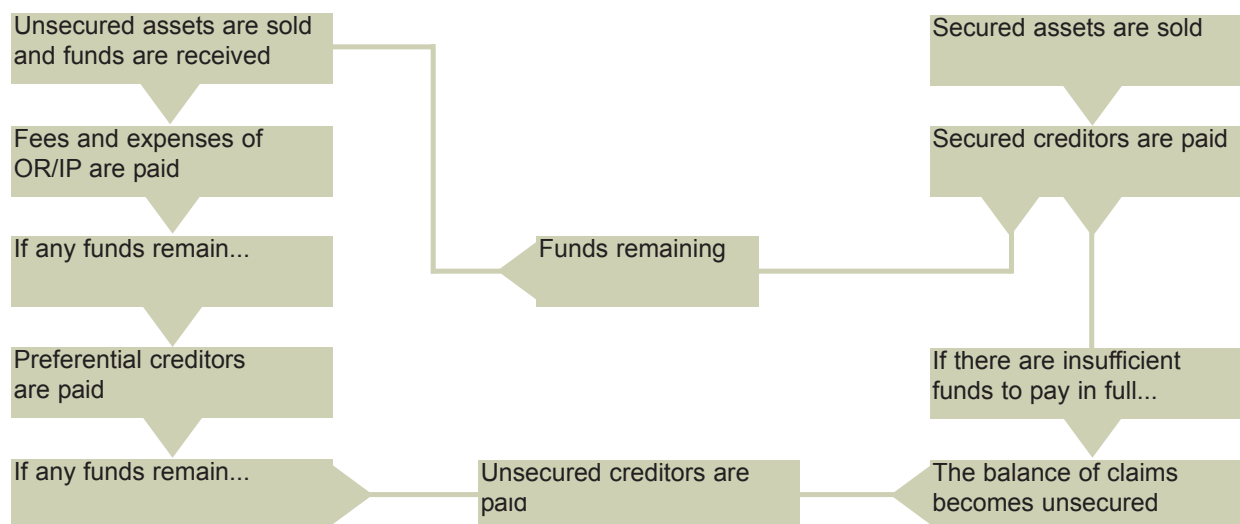 Unsecured assets are sold
and funds are received
Secured assets are sold
Fees and expenses of
OR/IP are paid
Secured creditors are paid
If any funds remain...
Funds remaining
Preferential creditors
are paid
If there are insufficient
funds to pay in full...
If any funds remain...
Unsecured creditors are
paid
The balance of claims
becomes unsecured